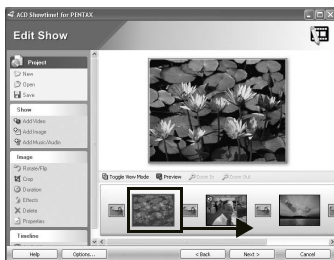 ACD Showtime! for PENTAX
Edit Show
Project
New
Open
Save
Show
Add Video
Add Image
Add Music/Audio
Image
Rotate/Flip
Crop
Duration
Effects
Delete
Properties
Timeline
Toggle View Mode
Preview
Zoom In
Zoom Out
Help
Options...
< Back
Next >
Cancel